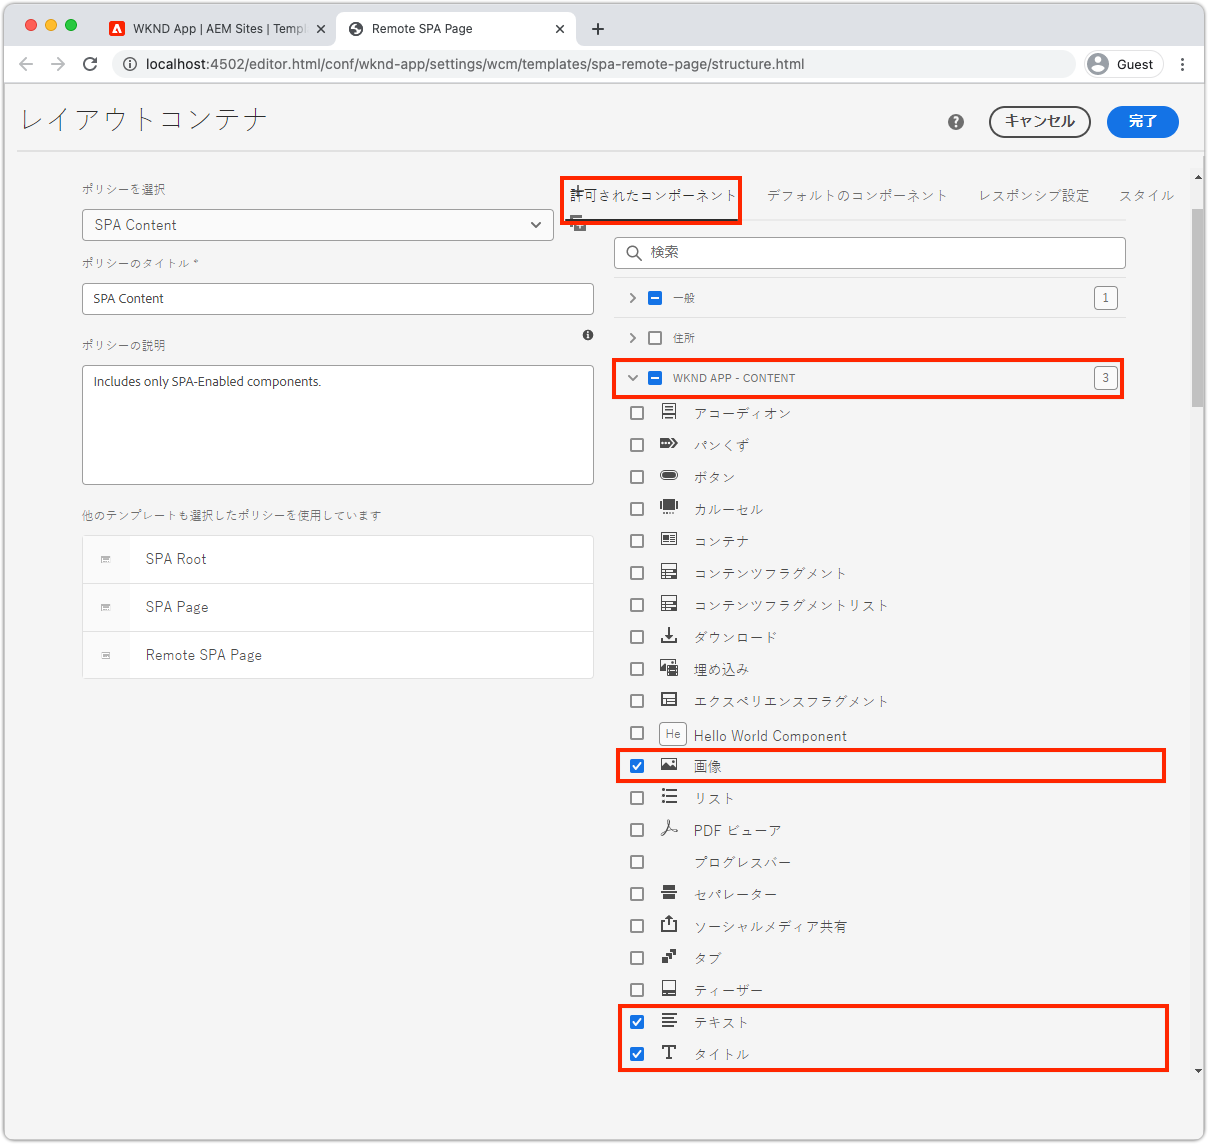 WKND App | AEM Sites | Templ
Remote SPA Page
localhost:4502/editor.html/conf/wknd-app/settings/wcm/templates/spa-remote-page/structure.html
Guest
レイアウトコンテナ
キャンセル
完了
ポリシーを選択
SPA Content
ポリシーのタイトル *
SPA Content
ポリシーの説明
Includes only SPA-Enabled components.
他のテンプレートも選択したポリシーを使用しています
SPA Root
SPA Page
Remote SPA Page
許可されたコンポーネント
デフォルトのコンポーネント
レスポンシブ設定
スタイル
検索
一般
1
住所
WKND APP - CONTENT
3
アコーディオン
パンくず
ボタン
カルーセル
コンテナ
コンテンツフラグメント
コンテンツフラグメントリスト
ダウンロード
埋め込み
エクスペリエンスフラグメント
He
Hello World Component
画像
リスト
PDF ビューア
プログレスバー
セパレーター
ソーシャルメディア共有
タブ
ティーザー
テキスト
タイトル